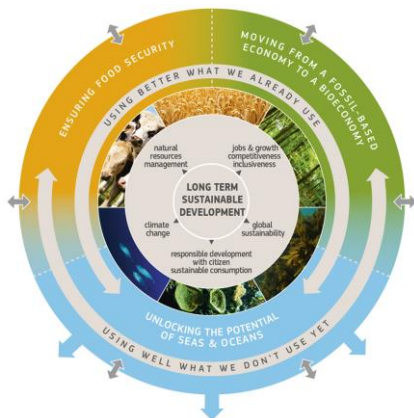 ENSURING FOOD SECURITY
MOVING FROM A FOSSIL-BASED
ECONOMY TO A BIOECONOMY
USING BETTER WHAT WE ALREADY USE
natural
resources
management
jobs & growth
competitiveness
inclusiveness
LONG TERM
SUSTAINABLE
DEVELOPMENT
climate
change
global
sustainability
responsible development
with citizen
sustainable consumption
UNLOCKING THE POTENTIAL
OF SEAS & OCEANS
USING WELL WHAT WE DON'T USE YET